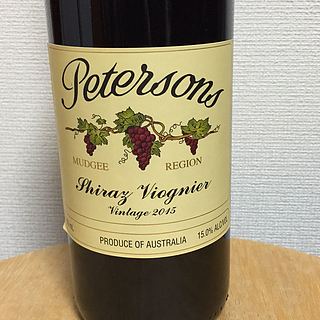 Petersons
MUDGEE REGION
Shiraz Viognier
Vintage 2015
PRODUCE OF AUSTRALIA
15.0% ALC/VOL